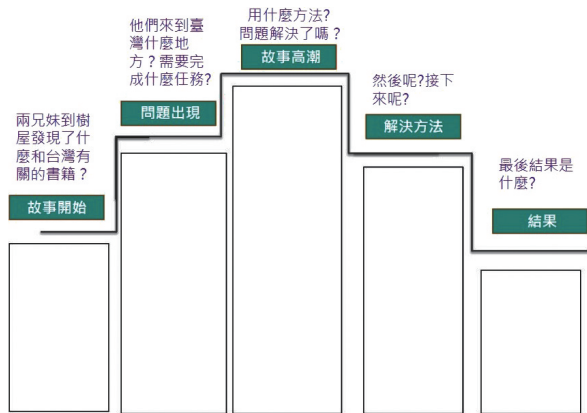 兩兄妹到樹
屋發現了什
麼和台灣有
關的書籍？
故事開始
他們來到臺
灣什麼地
方？需要完
成什麼任務?
問題出現
用什麼方法?
問題解決了嗎？
故事高潮
然後呢?接下
來呢?
解決方法
最後結果是
什麼?
結果